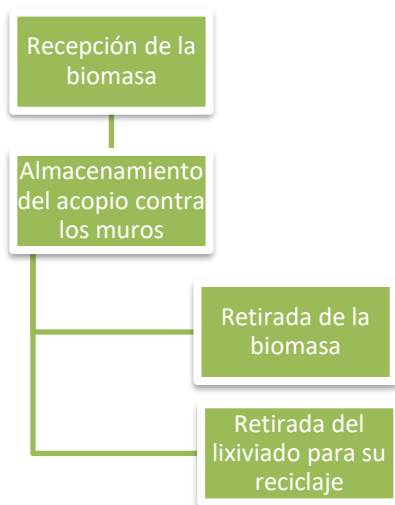 Recepción de la
biomasa
Almacenamiento
del acopio contra
los muros
Retirada de la
biomasa
Retirada del
lixiviado para su
reciclaje